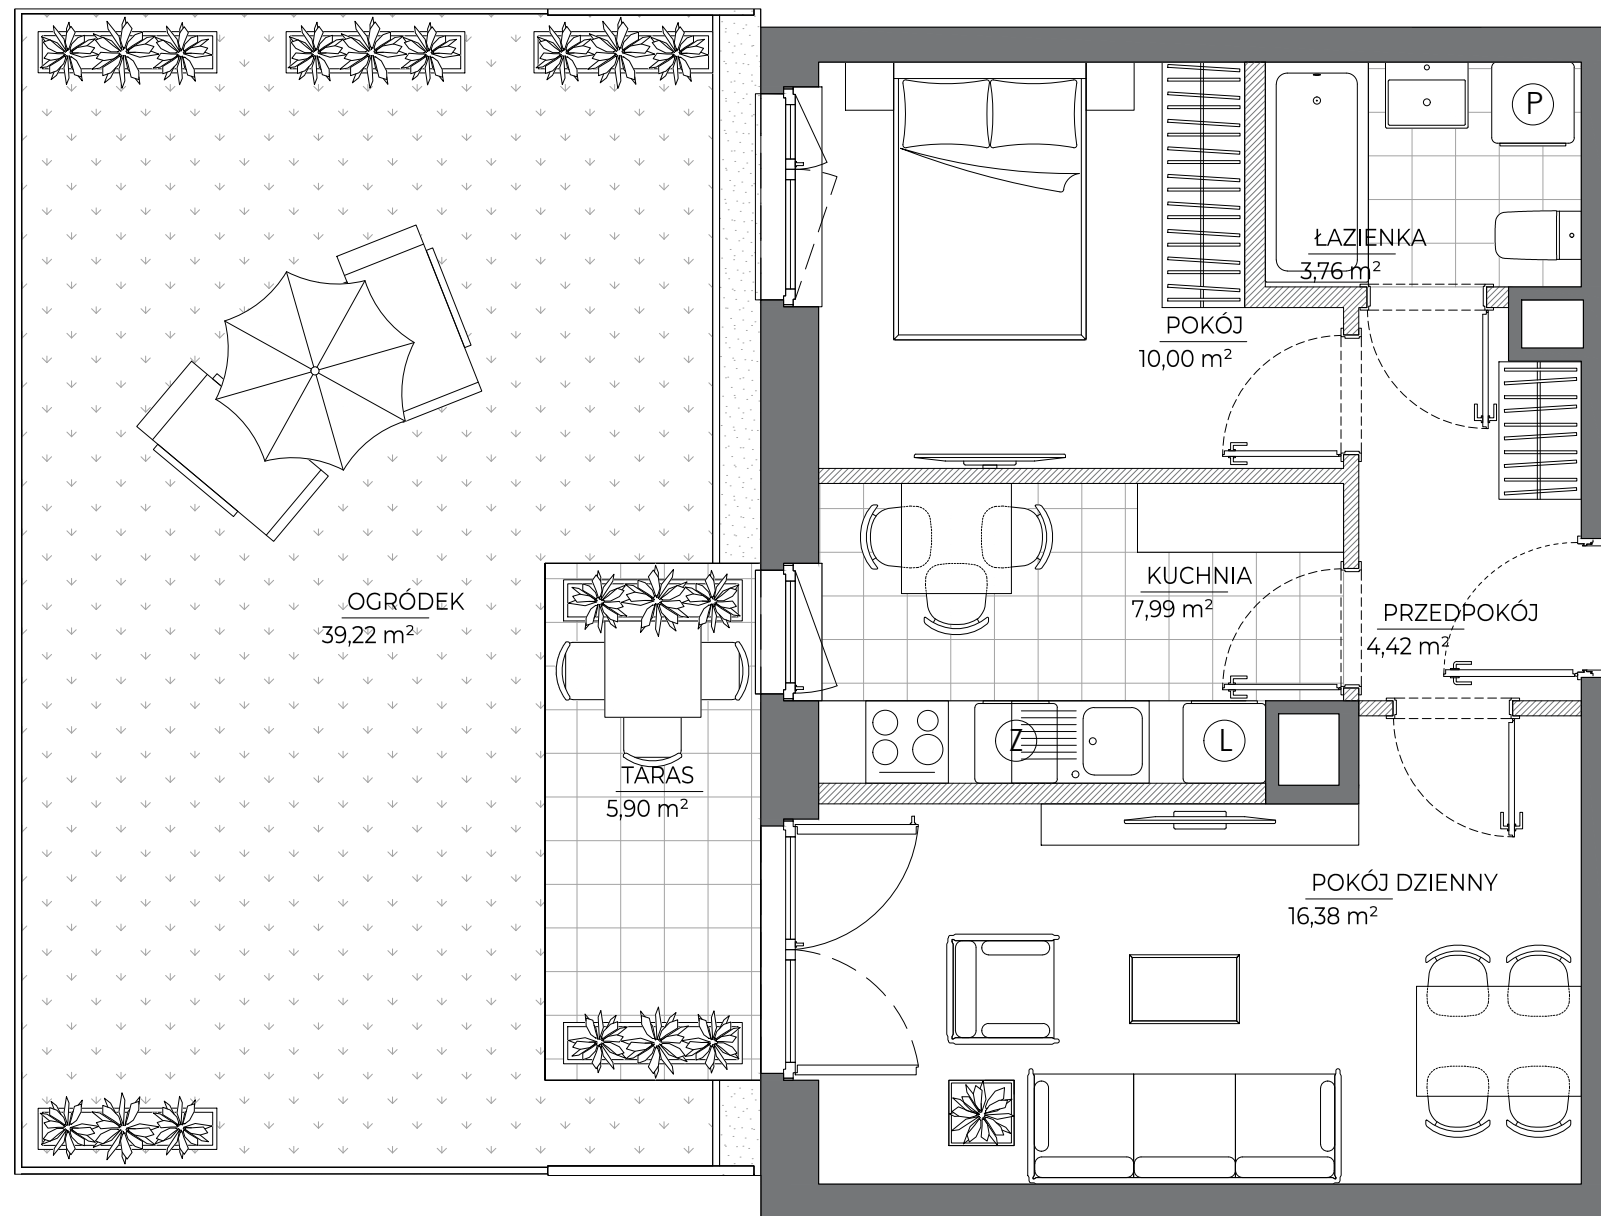 P
ŁAZIENKA
3,76 m²
POKÓJ
10,00 m²
KUCHNIA
7,99 m²
PRZEDPOKÓJ
4,42 m²
OGRÓDEK
39,22 m²
Z
L
TARAS
5,90 m²
POKÓJ DZIENNY
16,38 m²